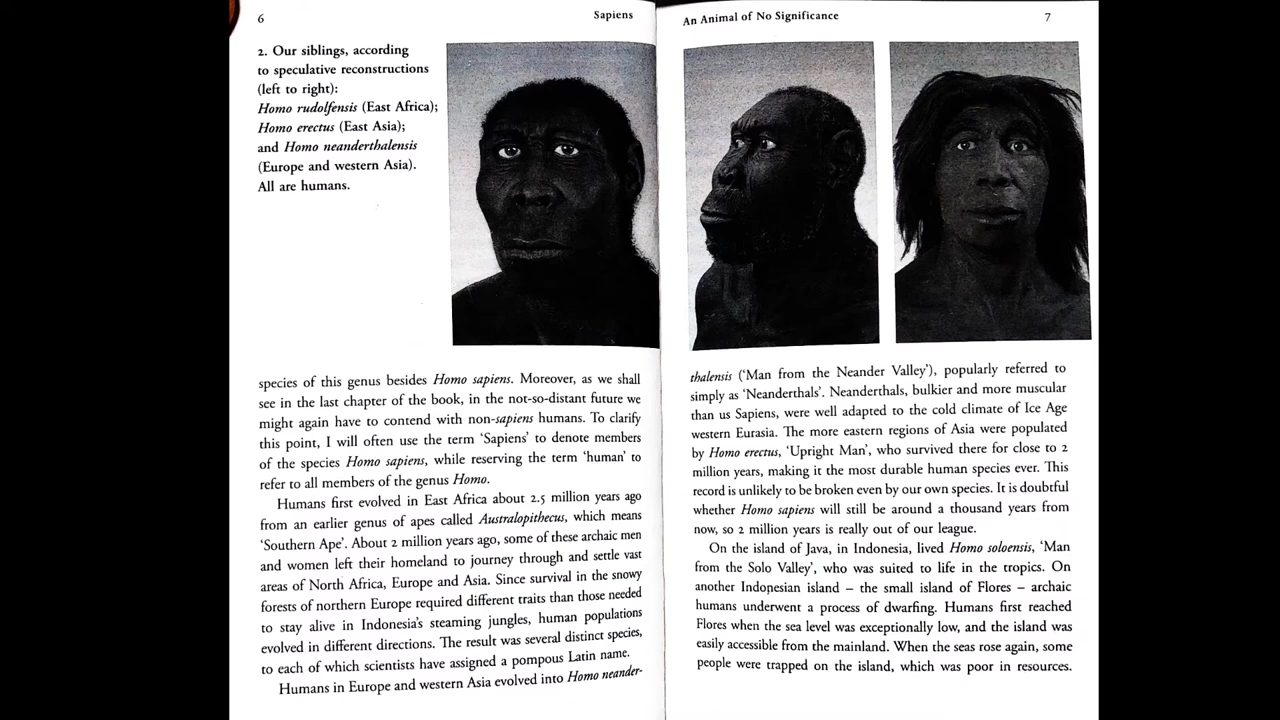 6
Sapiens
2. Our siblings, according
to speculative reconstructions
(left to right):
Homo rudolfensis (East Africa);
Homo erectus (East Asia);
and Homo neanderthalensis
(Europe and western Asia).
All are humans.
species of this genus besides Homo sapiens. Moreover, as we shall
see in the last chapter of the book, in the not-so-distant future we
might again have to contend with non-sapiens humans. To clarify
this point, I will often use the term ‘Sapiens’ to denote members
of the species Homo sapiens, while reserving the term ‘human’ to
refer to all members of the genus Homo.
Humans first evolved in East Africa about 2.5 million years ago
from an earlier genus of apes called Australopithecus, which means
‘Southern Ape’. About 2 million years ago, some of these archaic men
and women left their homeland to journey through and settle vast
areas of North Africa, Europe and Asia. Since survival in the snowy
forests of northern Europe required different traits than those needed
to stay alive in Indonesia’s steaming jungles, human populations
evolved in different directions. The result was several distinct species,
to each of which scientists have assigned a pompous Latin name.
Humans in Europe and western Asia evolved into Homo neander-
An Animal of No Significance
7
thalensis (‘Man from the Neander Valley’), popularly referred to
simply as ‘Neanderthals’. Neanderthals, bulkier and more muscular
than us Sapiens, were well adapted to the cold climate of Ice Age
western Eurasia. The more eastern regions of Asia were populated
by Homo erectus, ‘Upright Man’, who survived there for close to 2
million years, making it the most durable human species ever. This
record is unlikely to be broken even by our own species. It is doubtful
whether Homo sapiens will still be around a thousand years from
now, so 2 million years is really out of our league.
On the island of Java, in Indonesia, lived Homo soloensis, ‘Man
from the Solo Valley’, who was suited to life in the tropics. On
another Indonesian island – the small island of Flores – archaic
humans underwent a process of dwarfing. Humans first reached
Flores when the sea level was exceptionally low, and the island was
easily accessible from the mainland. When the seas rose again, some
people were trapped on the island, which was poor in resources.